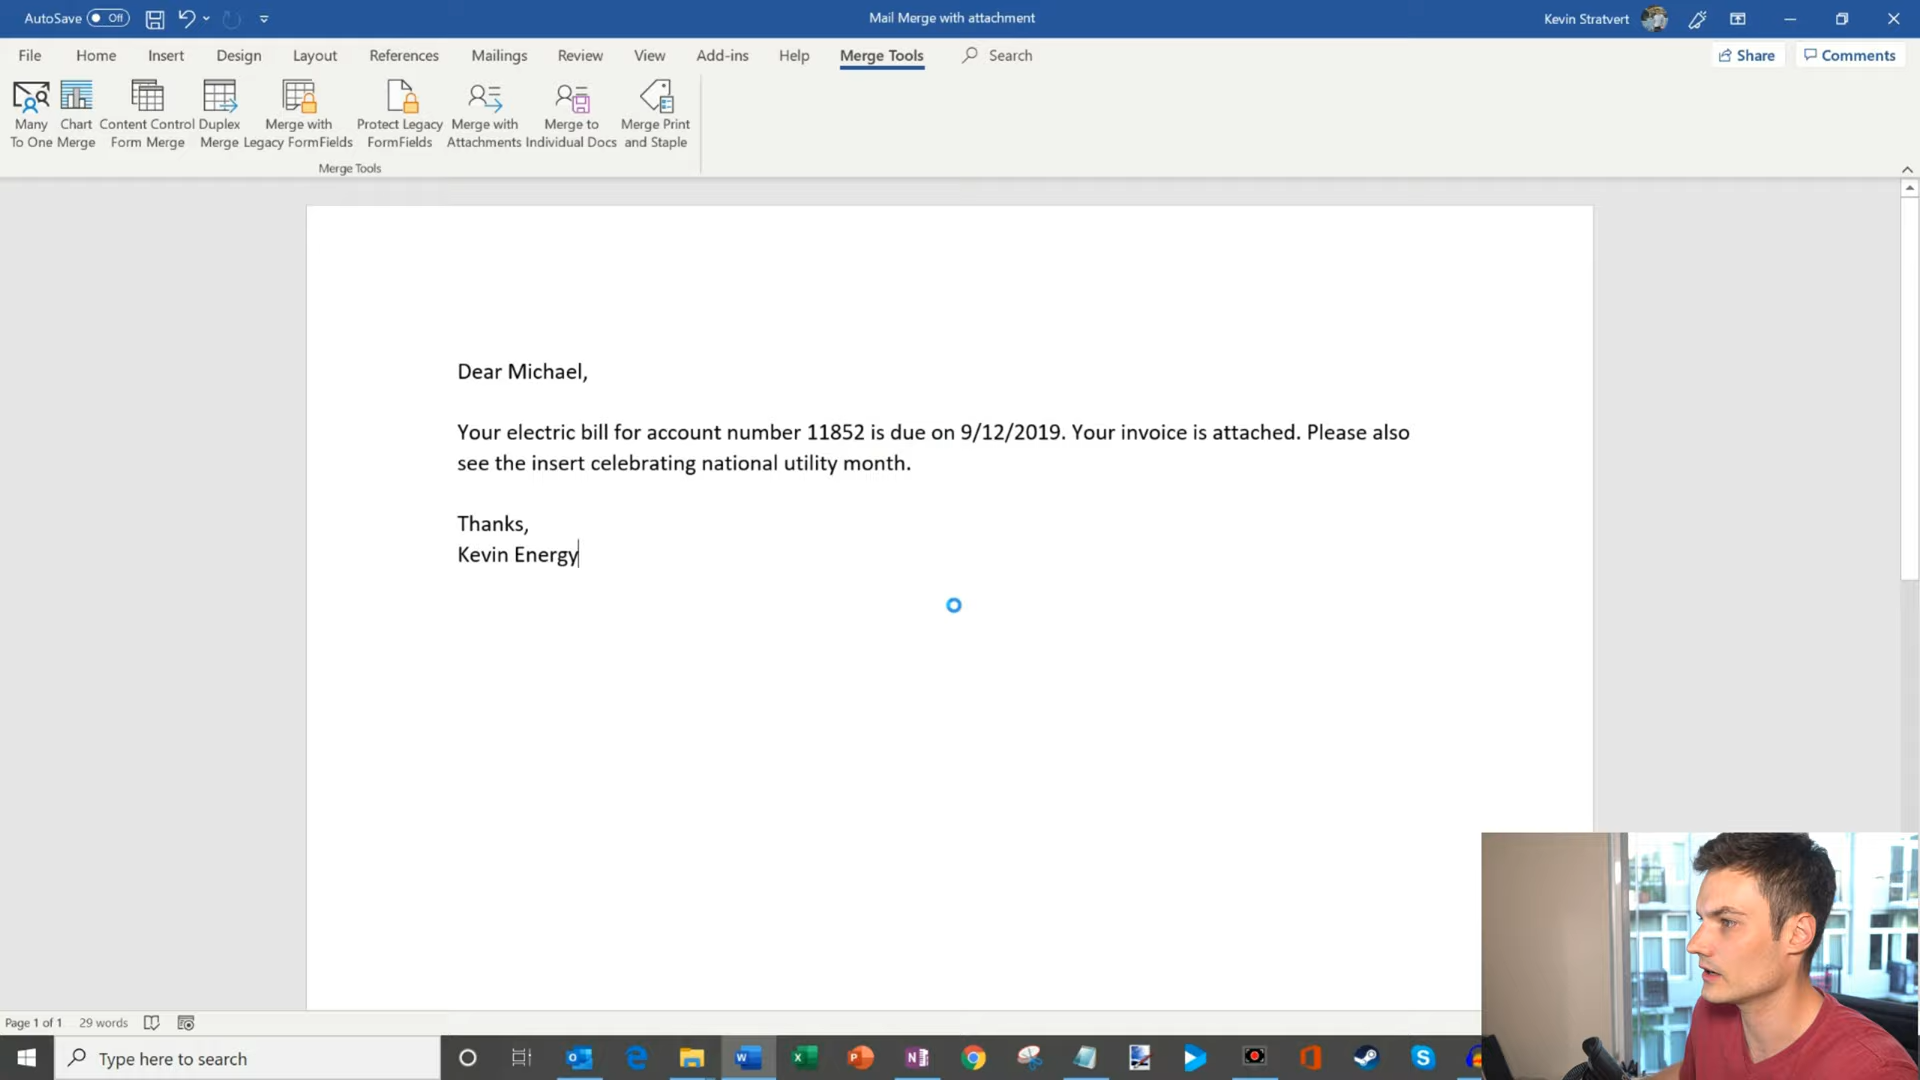 AutoSave Off
Mail Merge with attachment
Kevin Stratvert
File Home Insert Design Layout References Mailings Review View Add-ins Help Merge Tools Search
Share Comments
Many To One
Chart Merge
Content Control Form Merge
Duplex Merge
Merge with Legacy FormFields
Protect Legacy FormFields
Merge with Attachments
Merge to Individual Docs
Merge Print and Staple
Merge Tools
Dear Michael,
Your electric bill for account number 11852 is due on 9/12/2019. Your invoice is attached. Please also
see the insert celebrating national utility month.
Thanks,
Kevin Energy
Page 1 of 1 29 words
Type here to search